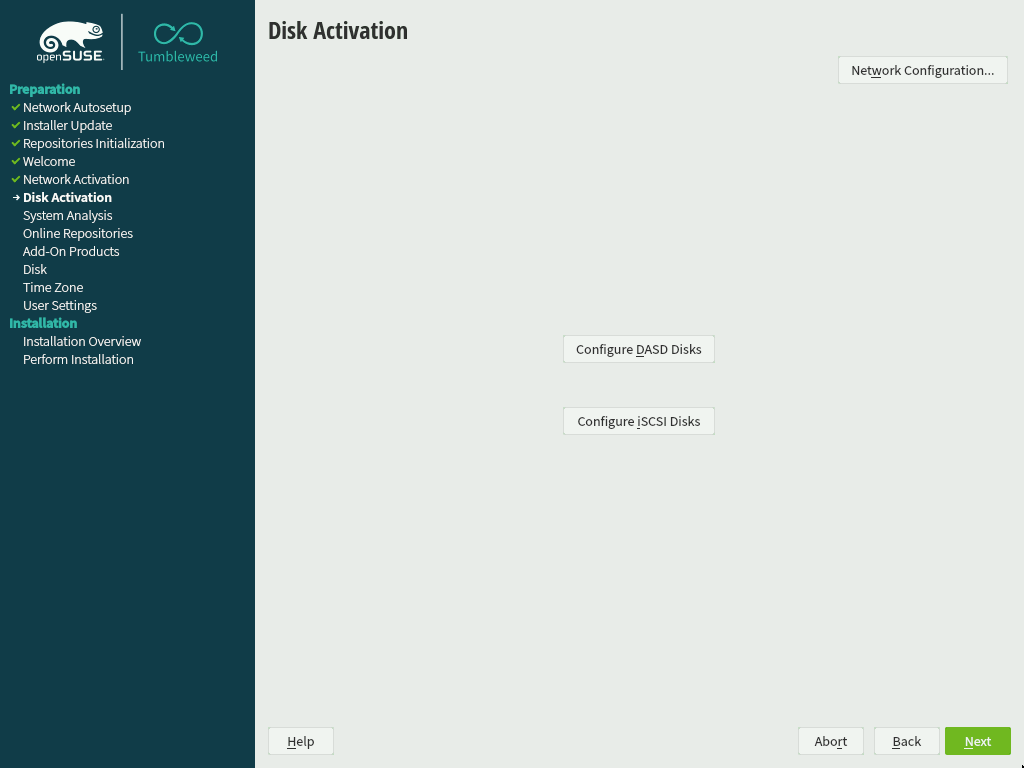 openSUSE
Tumbleweed
Preparation
Network Autosetup
Installer Update
Repositories Initialization
Welcome
Network Activation
Disk Activation
System Analysis
Online Repositories
Add-On Products
Disk
Time Zone
User Settings
Installation
Installation Overview
Perform Installation
Disk Activation
Network Configuration...
Configure DASD Disks
Configure iSCSI Disks
Help
Abort
Back
Next